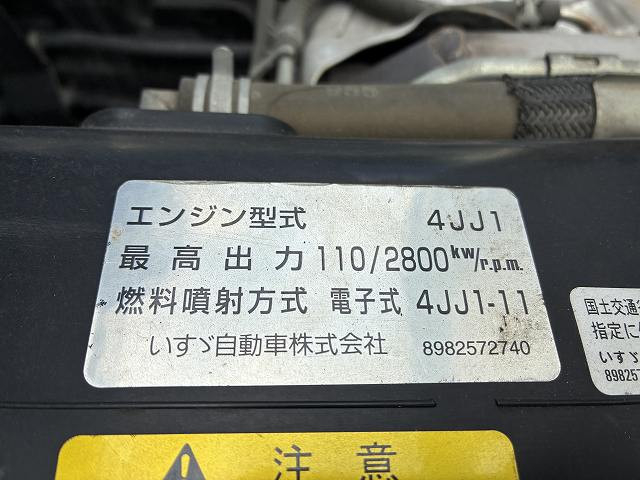 エンジン型式 4JJ1
最高出力 110/2800kw/r.p.m.
燃料噴射方式 電子式 4JJ1-11
いすゞ自動車株式会社 8982572740
国土交通
指定に
いすゞ
89825
注意